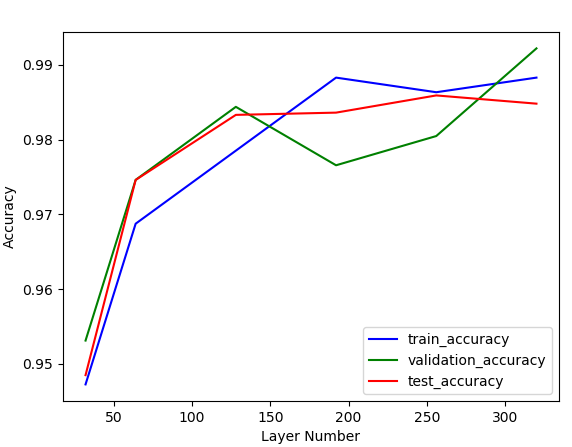 0.99
0.98
0.97
0.96
0.95
Accuracy
50
100
150
200
250
300
Layer Number
train_accuracy
validation_accuracy
test_accuracy